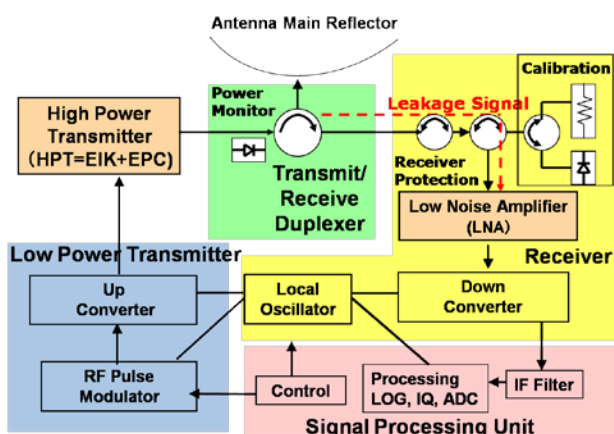 Antenna Main Reflector
Calibration
Power
Monitor
Leakage Signal
High Power
Transmitter
(HPT=EIK+EPC)
Transmit/
Receive
Duplexer
Receiver
Protection
Low Noise Amplifier
(LNA)
Low Power Transmitter
Receiver
Up
Converter
Local
Oscillator
Down
Converter
RF Pulse
Modulator
Control
Processing
LOG, IQ, ADC
IF Filter
Signal Processing Unit